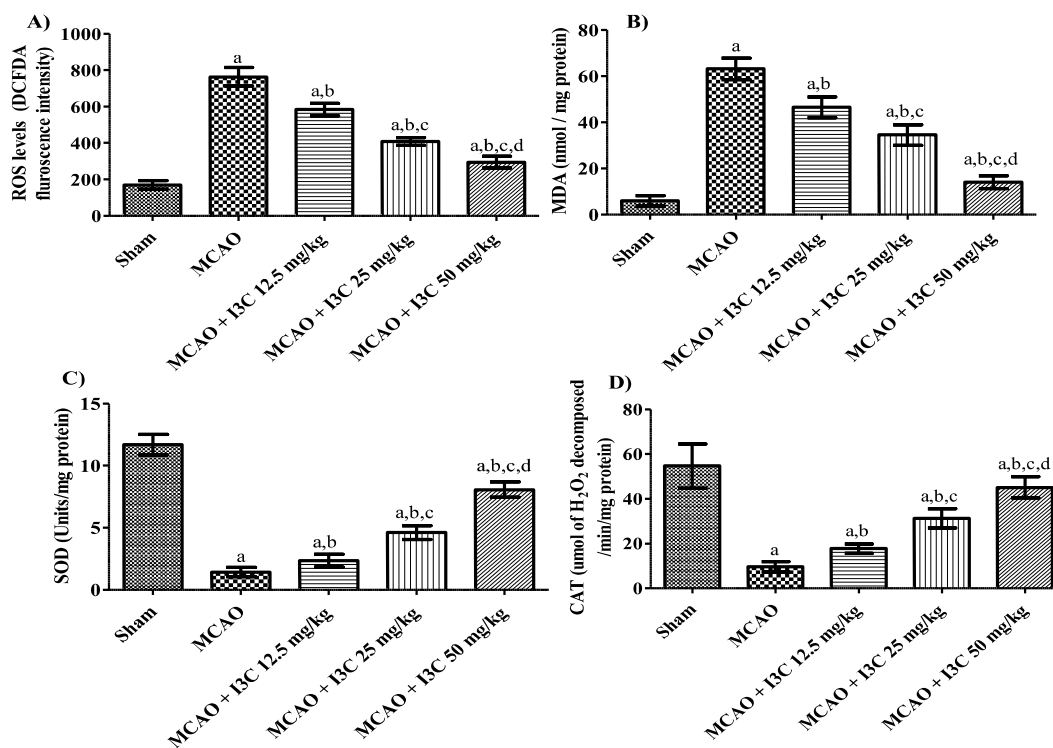 A)
ROS levels (DCFDA
fluroscence intensity)
1000
800
600
400
200
0
a
a,b
a,b,c
a,b,c,d
Sham
MCAO
MCAO + I3C 12.5 mg/kg
MCAO + I3C 25 mg/kg
MCAO + I3C 50 mg/kg
B)
MDA (nmol / mg protein)
80
60
40
20
0
a
a,b
a,b,c
a,b,c,d
Sham
MCAO
MCAO + I3C 12.5 mg/kg
MCAO + I3C 25 mg/kg
MCAO + I3C 50 mg/kg
C)
SOD (Units/mg protein)
15
10
5
0
a
a,b
a,b,c
a,b,c,d
Sham
MCAO
MCAO + I3C 12.5 mg/kg
MCAO + I3C 25 mg/kg
MCAO + I3C 50 mg/kg
D)
CAT (umol of H₂O₂ decomposed
/min/mg protein)
80
60
40
20
0
a
a,b
a,b,c
a,b,c,d
Sham
MCAO
MCAO + I3C 12.5 mg/kg
MCAO + I3C 25 mg/kg
MCAO + I3C 50 mg/kg